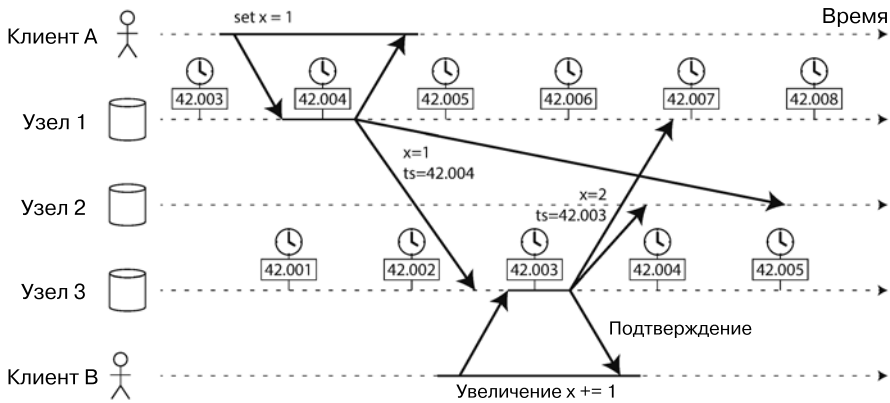 set x = 1
Время
Клиент A
42.003
42.004
42.005
42.006
42.007
42.008
Узел 1
x=1
ts=42.004
x=2
ts=42.003
Узел 2
42.001
42.002
42.003
42.004
42.005
Узел 3
Подтверждение
Клиент B
Увеличение x += 1